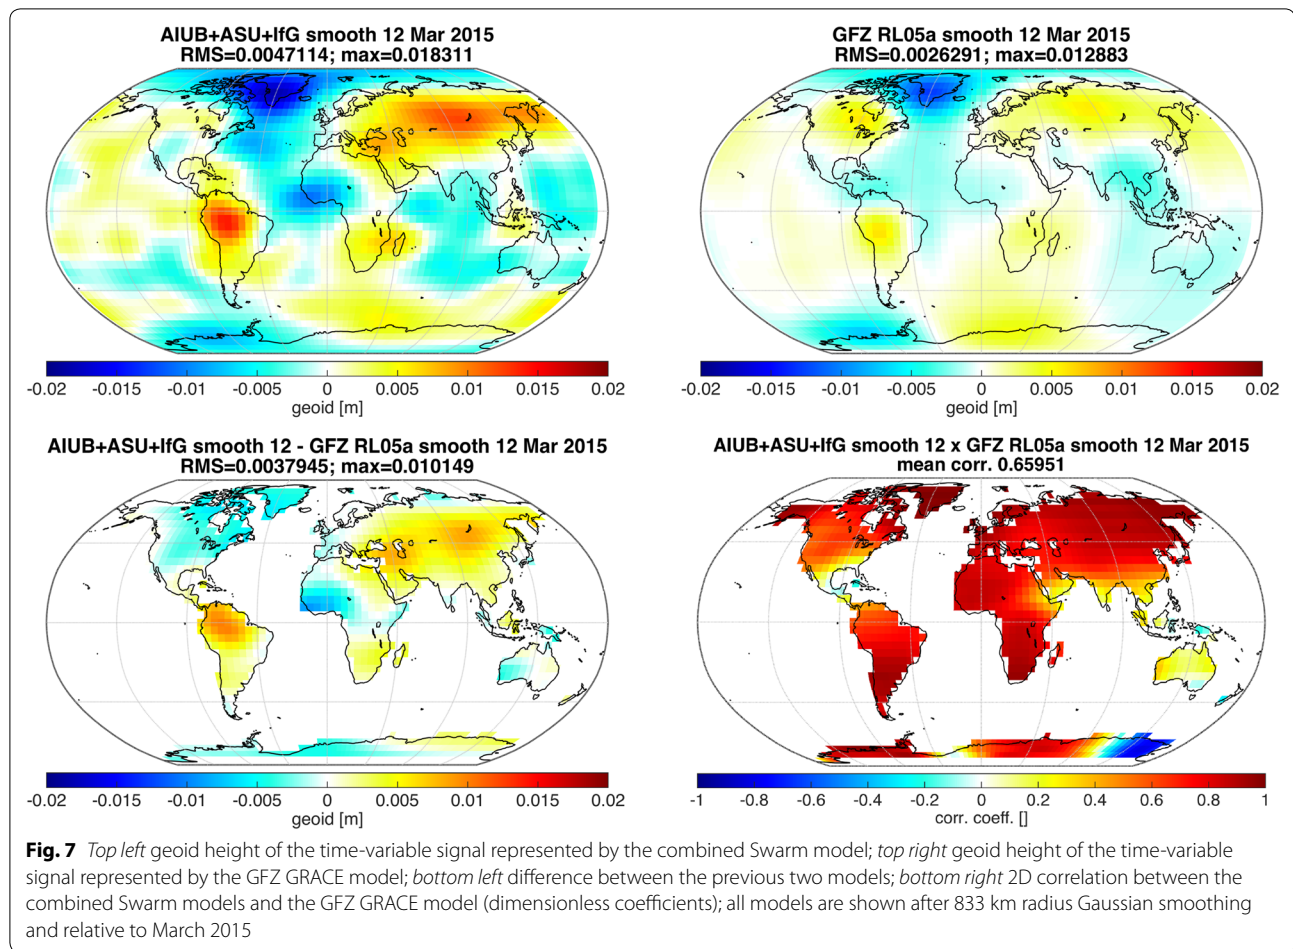 AIUB+ASU+IfG smooth 12 Mar 2015
RMS=0.0047114; max=0.018311
-0.02 -0.015 -0.01 -0.005 0 0.005 0.01 0.015 0.02
geoid [m]
GFZ RL05a smooth 12 Mar 2015
RMS=0.0026291; max=0.012883
-0.02 -0.015 -0.01 -0.005 0 0.005 0.01 0.015 0.02
geoid [m]
AIUB+ASU+IfG smooth 12 - GFZ RL05a smooth 12 Mar 2015
RMS=0.0037945; max=0.010149
-0.02 -0.015 -0.01 -0.005 0 0.005 0.01 0.015 0.02
geoid [m]
AIUB+ASU+IfG smooth 12 x GFZ RL05a smooth 12 Mar 2015
mean corr. 0.65951
-1 -0.8 -0.6 -0.4 -0.2 0 0.2 0.4 0.6 0.8 1
corr. coeff. []
Fig. 7 Top left geoid height of the time-variable signal represented by the combined Swarm model; top right geoid height of the time-variable
signal represented by the GFZ GRACE model; bottom left difference between the previous two models; bottom right 2D correlation between the
combined Swarm models and the GFZ GRACE model (dimensionless coefficients); all models are shown after 833 km radius Gaussian smoothing
and relative to March 2015